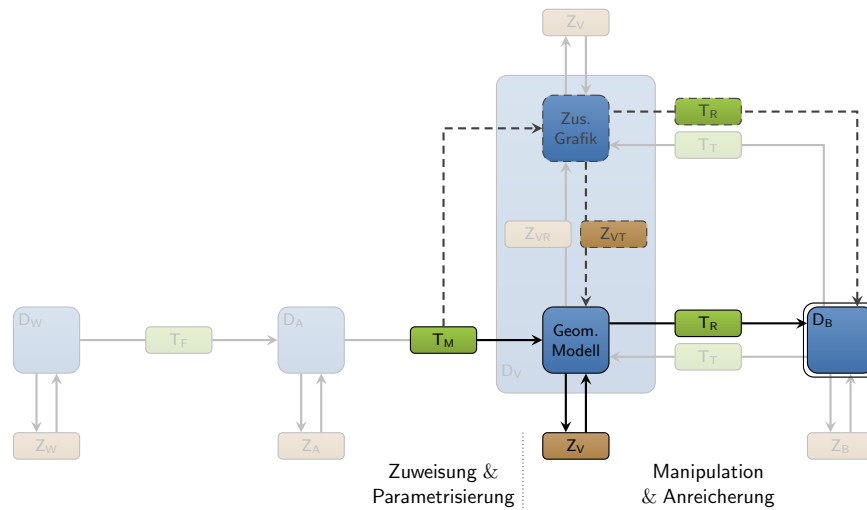 Z_V
Zus.
Grafik
T_R
T_T
Z_VR
Z_VT
D_W
T_F
D_A
T_M
Geom.
Modell
D_V
T_R
T_T
D_B
Z_W
Z_A
Z_V
Z_B
Zuweisung &
Parametrisierung
Manipulation
& Anreicherung